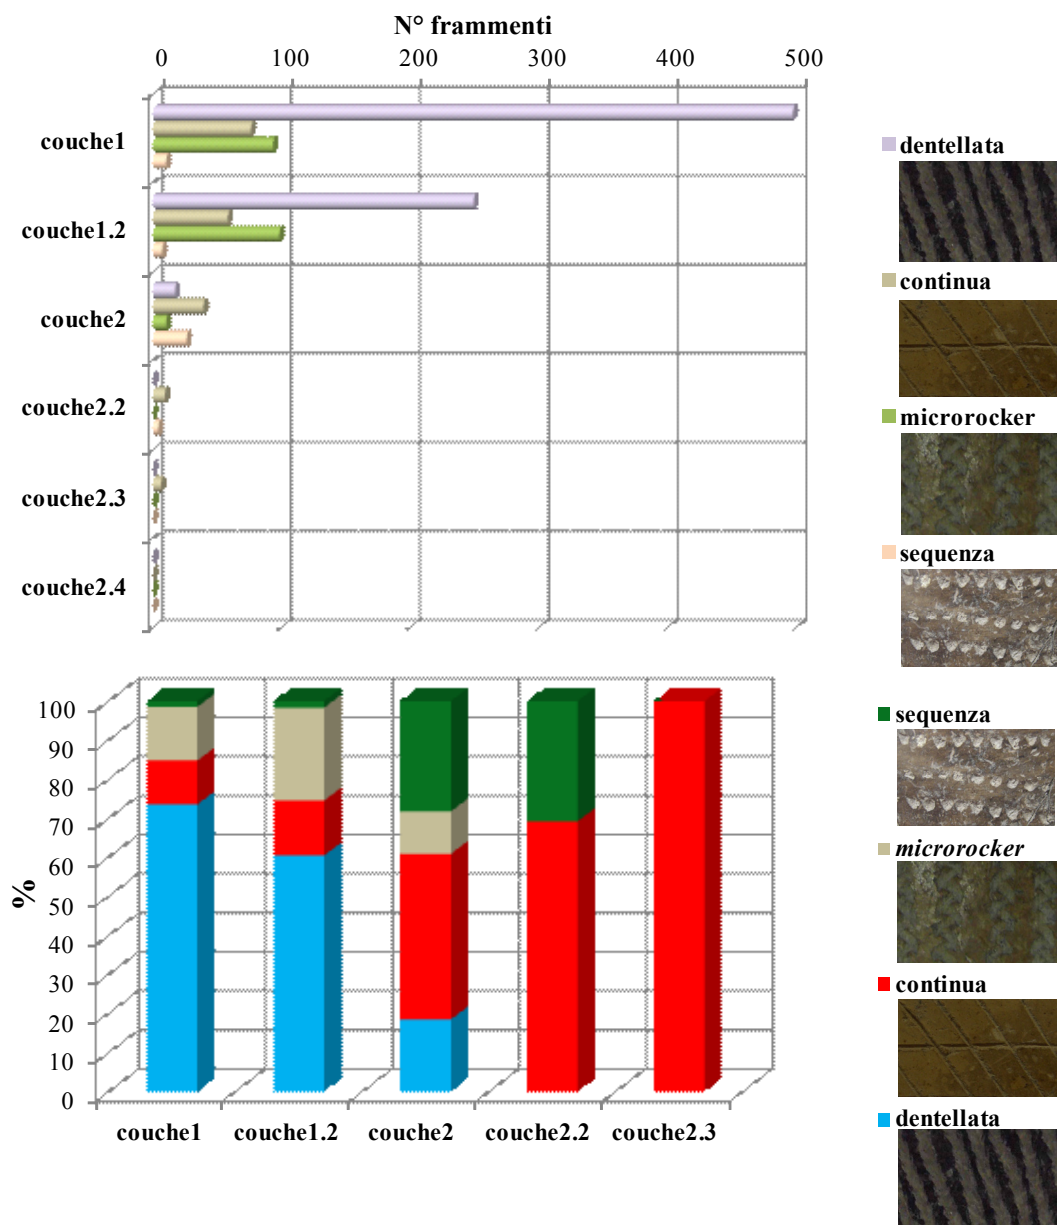 N° frammenti
0 100 200 300 400 500
couche1
couche1.2
couche2
couche2.2
couche2.3
couche2.4
dentellata
continua
microrocker
sequenza
%
100
90
80
70
60
50
40
30
20
10
0
couche1 couche1.2 couche2 couche2.2 couche2.3
sequenza
microrocker
continua
dentellata